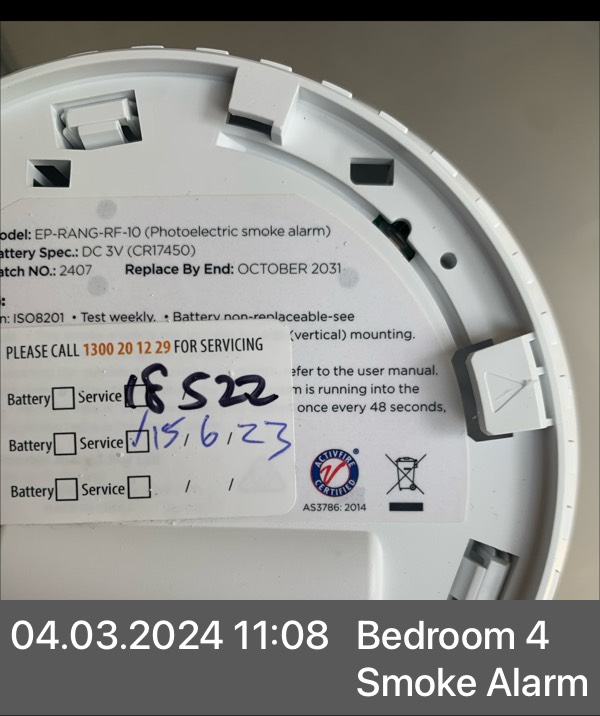 odel: EP-RANG-RF-10 (Photoelectric smoke alarm)
attery Spec.: DC 3V (CR17450)
atch NO.: 2407 Replace By End: OCTOBER 2031
n: ISO8201 • Test weekly. • Battery non-replaceable-see
(vertical) mounting.
PLEASE CALL 1300 20 12 29 FOR SERVICING
efer to the user manual.
m is running into the
once every 48 seconds,
Battery Service 18 5 22
Battery Service 15/6/23
Battery Service / /
ACTIVFIRE
CERTIFIED
AS3786: 2014
04.03.2024 11:08 Bedroom 4
Smoke Alarm